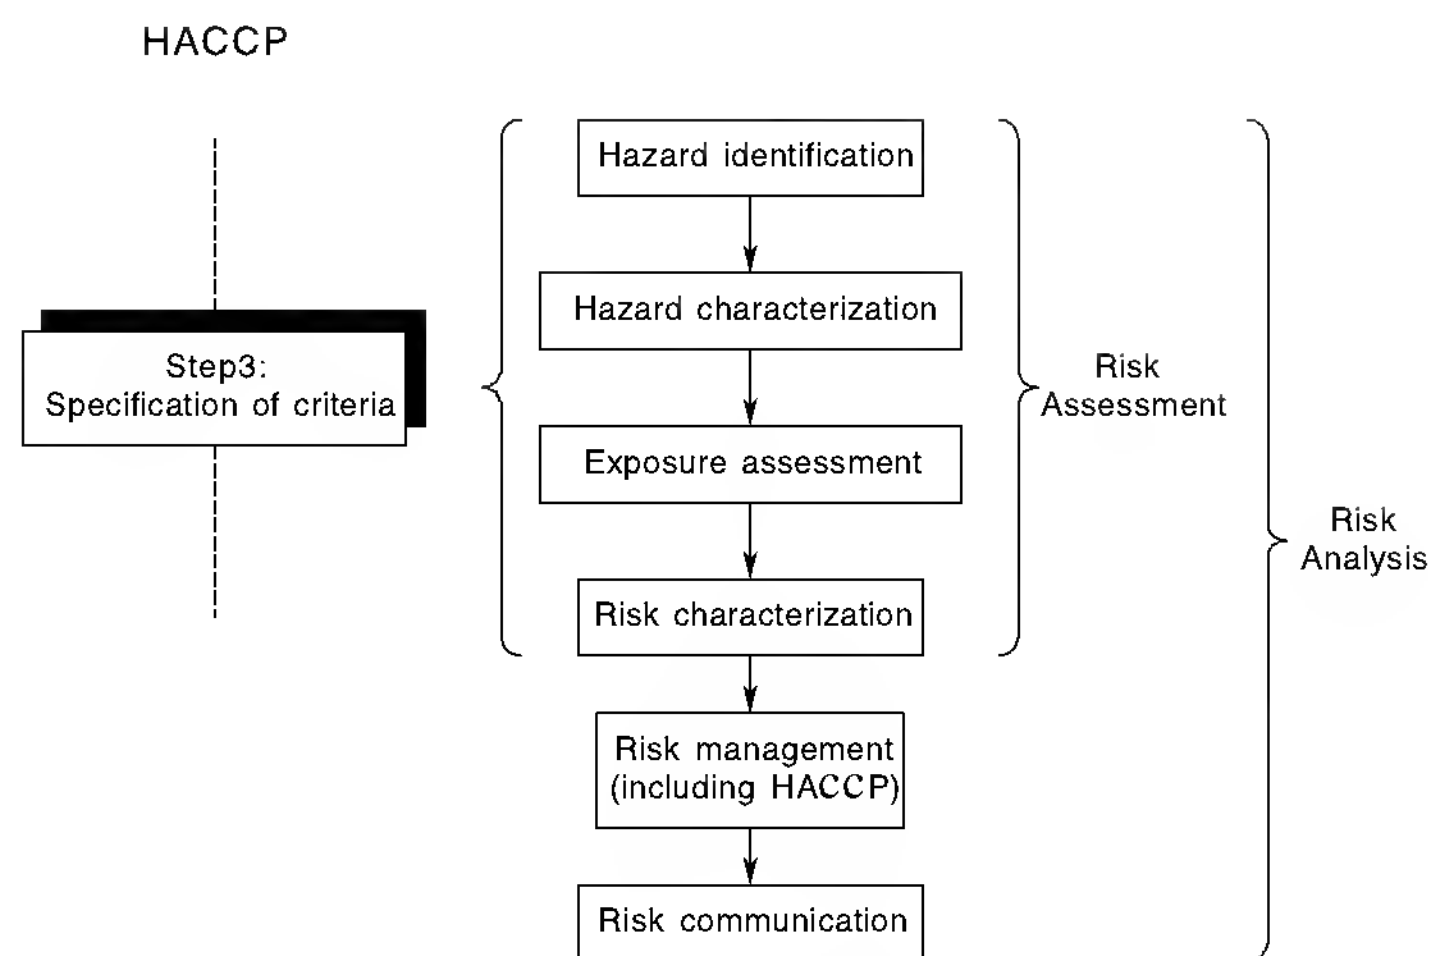 HACCP
Step3:
Specification of criteria
Hazard identification
Hazard characterization
Exposure assessment
Risk characterization
Risk management
(including HACCP)
Risk communication
Risk
Assessment
Risk
Analysis